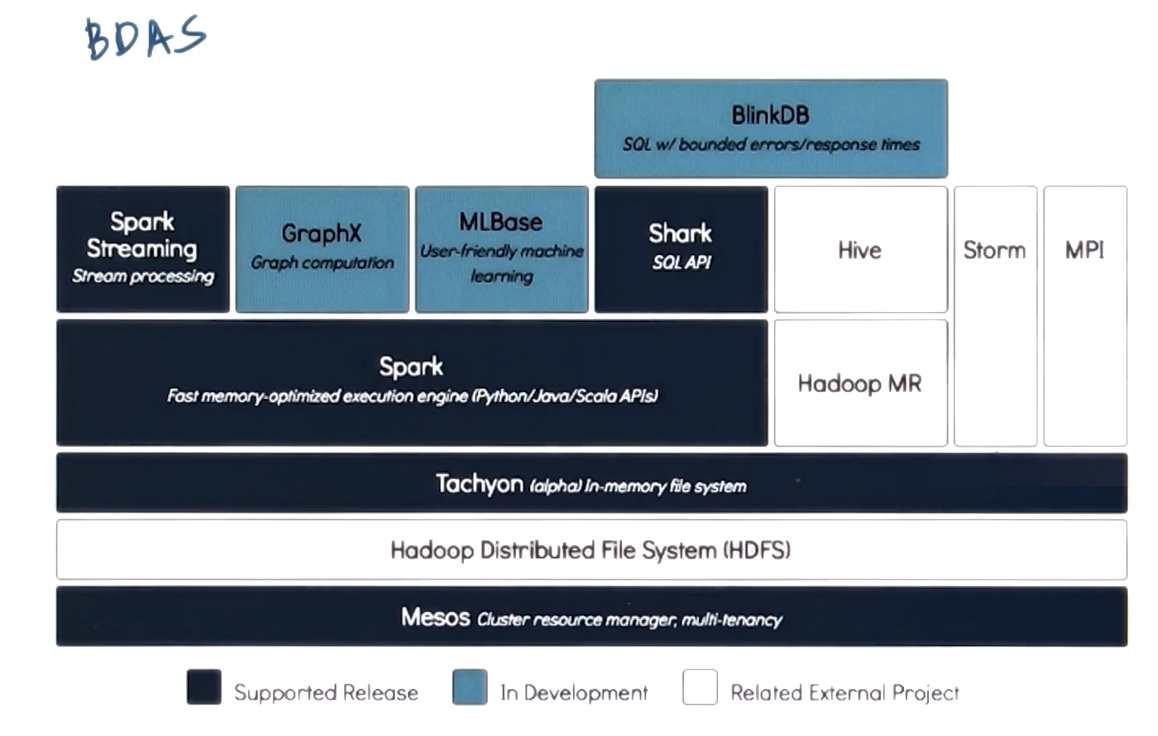 BDAS
BlinkDB
SQL w/ bounded errors/response times
Spark
Streaming
Stream processing
GraphX
Graph computation
MLBase
User-friendly machine
learning
Shark
SQL API
Hive
Storm
MPI
Spark
Fast memory-optimized execution engine (Python/Java/Scala APIs)
Hadoop MR
Tachyon (alpha) In-memory file system
Hadoop Distributed File System (HDFS)
Mesos Cluster resource manager, multi-tenancy
Supported Release
In Development
Related External Project